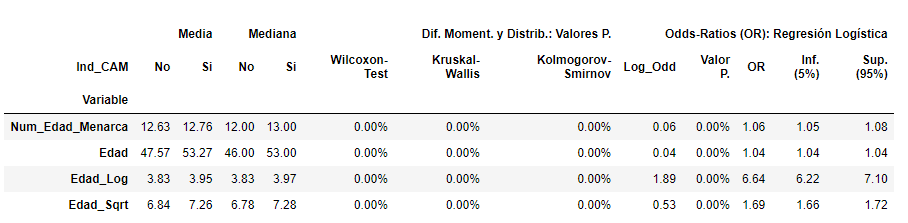 Media Mediana Dif. Moment. y Distrib.: Valores P. Odds-Ratios (OR): Regresión Logística
Ind_CAM No Si No Si Wilcoxon-Test Kruskal-Wallis Kolmogorov-Smirnov Log_Odd Valor P. OR Inf. (5%) Sup. (95%)
Variable
Num_Edad_Menarca 12.63 12.76 12.00 13.00 0.00% 0.00% 0.00% 0.06 0.00% 1.06 1.05 1.08
Edad 47.57 53.27 46.00 53.00 0.00% 0.00% 0.00% 0.04 0.00% 1.04 1.04 1.04
Edad_Log 3.83 3.95 3.83 3.97 0.00% 0.00% 0.00% 1.89 0.00% 6.64 6.22 7.10
Edad_Sqrt 6.84 7.26 6.78 7.28 0.00% 0.00% 0.00% 0.53 0.00% 1.69 1.66 1.72